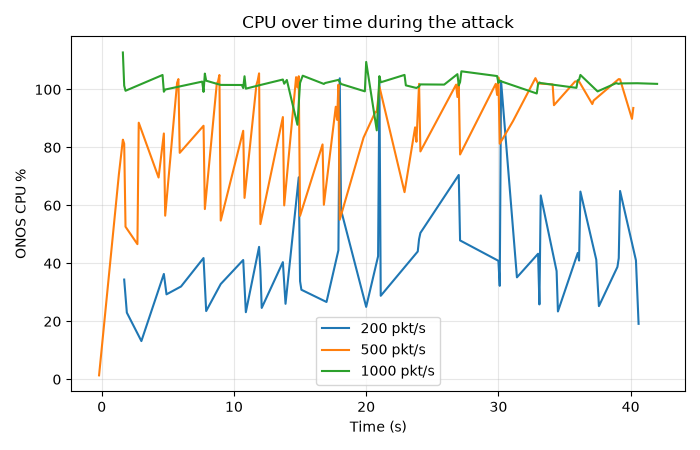 CPU over time during the attack
ONOS CPU %
100
80
60
40
20
0
200 pkt/s
500 pkt/s
1000 pkt/s
0 10 20 30 40
Time (s)